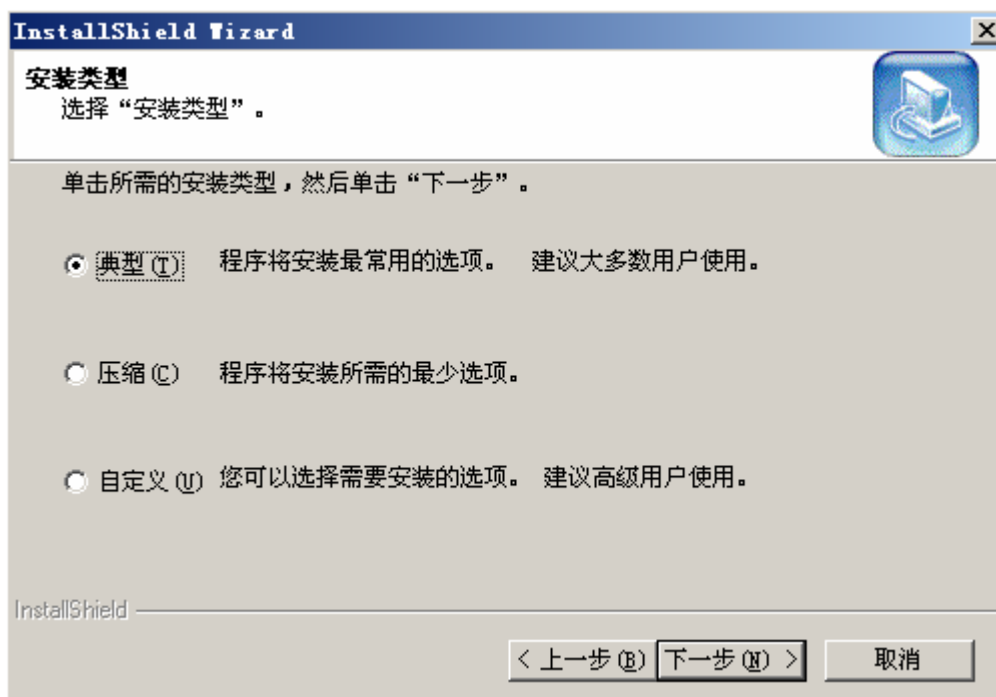 InstallShield Wizard
安装类型
选择“安装类型”。
单击所需的安装类型，然后单击“下一步”。
典型(T) 程序将安装最常用的选项。 建议大多数用户使用。
压缩(C) 程序将安装所需的最少选项。
自定义(U) 您可以选择需要安装的选项。 建议高级用户使用。
InstallShield
< 上一步(B) 下一步(N) > 取消